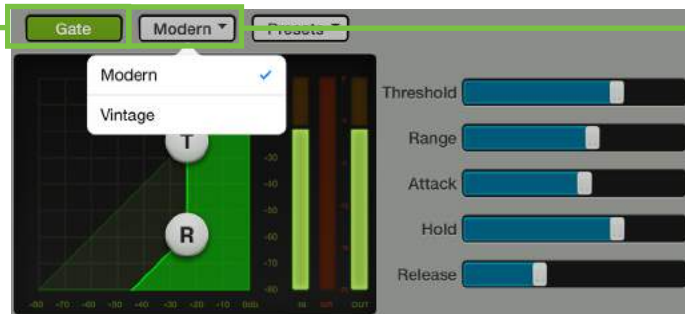 Gate Modern Presets
Modern
Vintage
Threshold
Range
Attack
Hold
Release
T
R
-30
-40
-50
-60
-70
-80
-80 -70 -60 -50 -40 -30 -20 -10 0db IN GR OUT